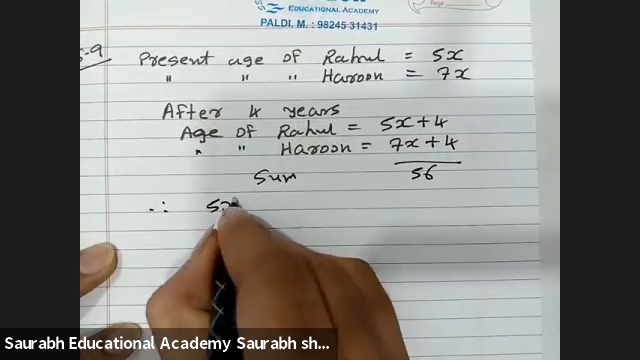 EDUCATIONAL ACADEMY
PALDI, M. : 98245 31431
Present age of Rahul = 5x
" " " Haroon = 7x
After 4 years
Age of Rahul = 5x+4
" " Haroon = 7x+4
Sum 56
∴ 5x
Saurabh Educational Academy Saurabh sh...